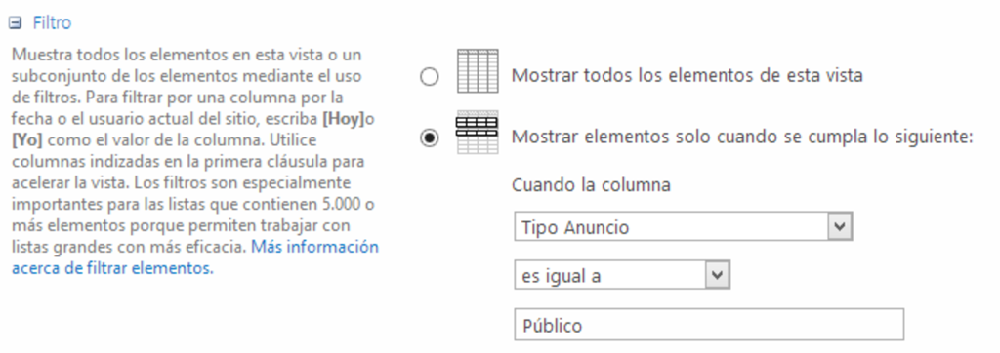 Filtro
Muestra todos los elementos en esta vista o un
subconjunto de los elementos mediante el uso
de filtros. Para filtrar por una columna por la
fecha o el usuario actual del sitio, escriba [Hoy]o
[Yo] como el valor de la columna. Utilice
columnas indizadas en la primera cláusula para
acelerar la vista. Los filtros son especialmente
importantes para las listas que contienen 5.000 o
más elementos porque permiten trabajar con
listas grandes con más eficacia. Más información
acerca de filtrar elementos.
Mostrar todos los elementos de esta vista
Mostrar elementos solo cuando se cumpla lo siguiente:
Cuando la columna
Tipo Anuncio
es igual a
Público